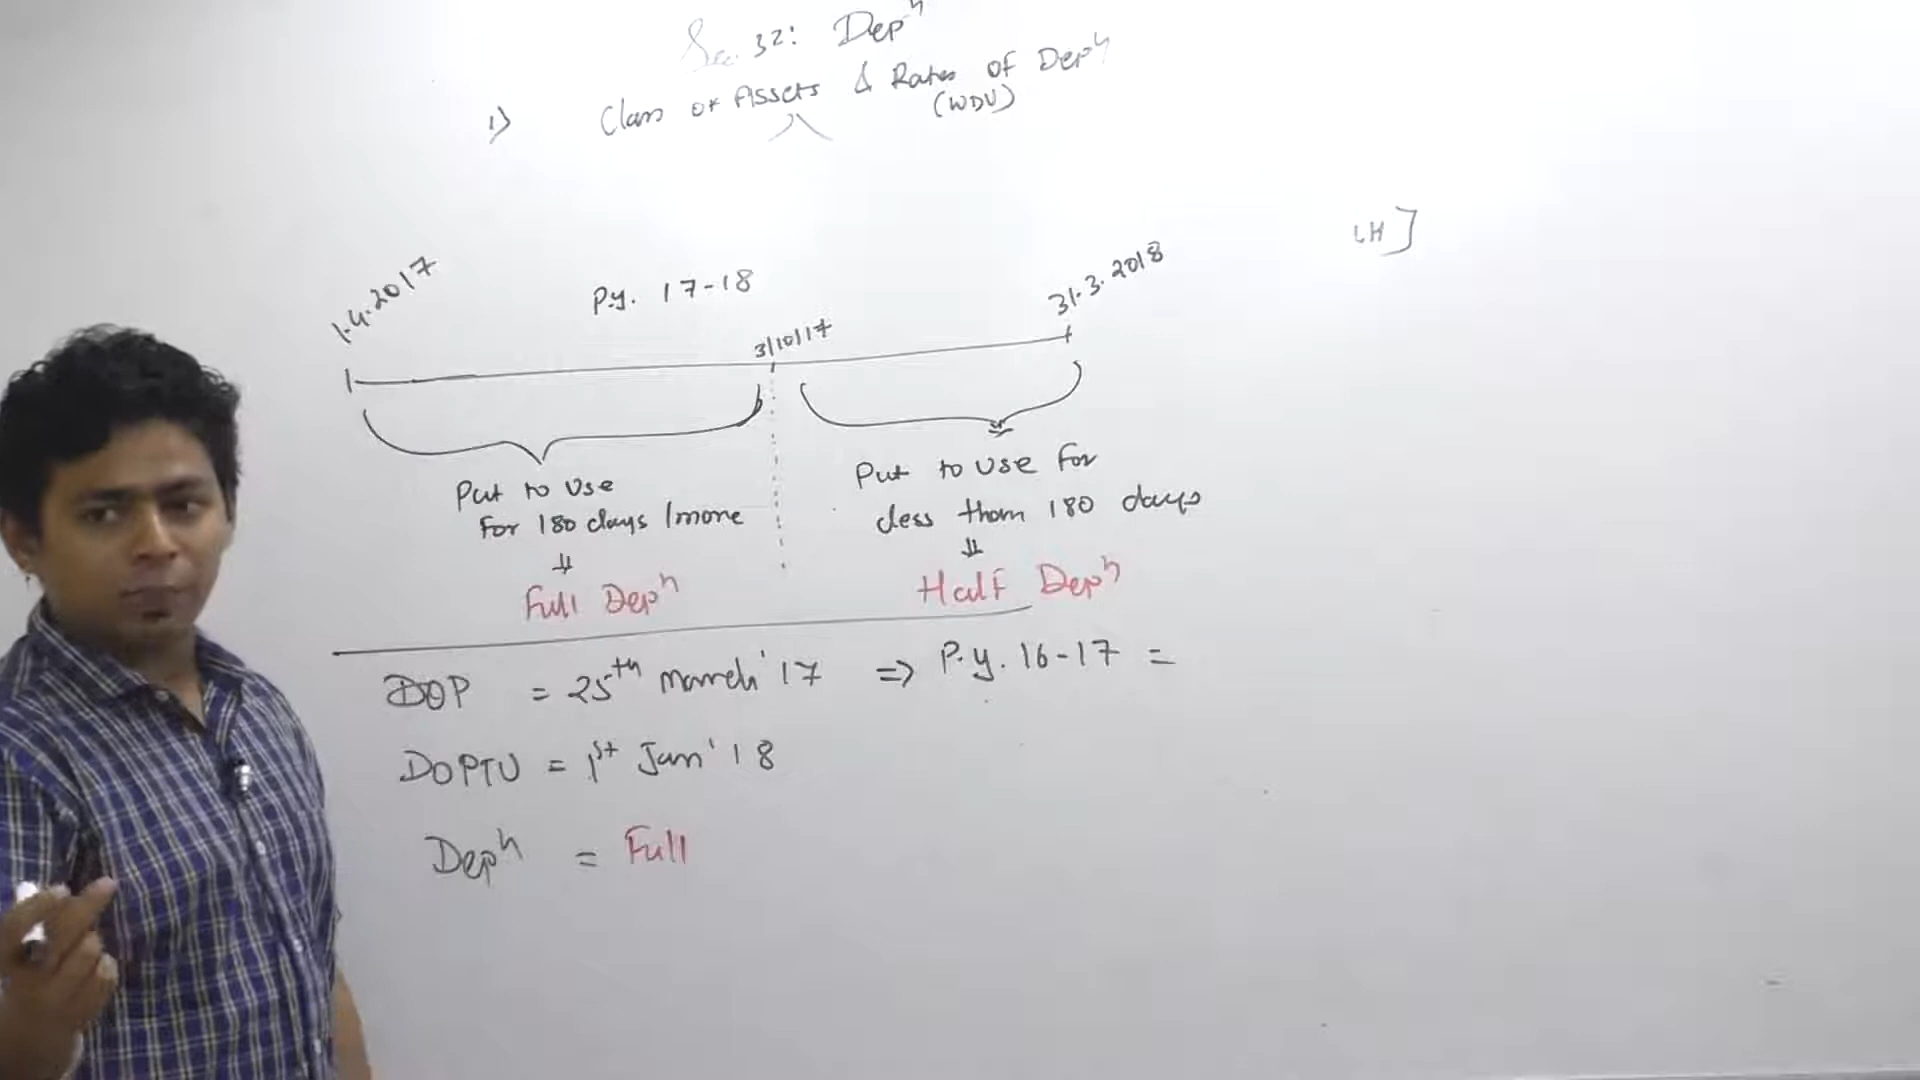 Sec. 32: Depⁿ
1) Class of Assets & Rates of Depⁿ
(WDV)
LH]
1.4.2017
P.y. 17-18
3/10/17
31.3.2018
Put to Use
for 180 days / more
⇓
Full Depⁿ
Put to use for
less than 180 days
⇓
Half Depⁿ
DOP = 25th March '17 ⇒ P.y. 16-17 =
DOPTU = 1st Jan' 18
Depⁿ = Full